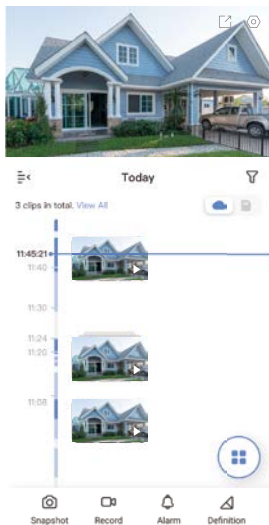 Today
3 clips in total. View All
11:45:21
11:40
11:30
11:24
11:20
11:08
Snapshot Record Alarm Definition